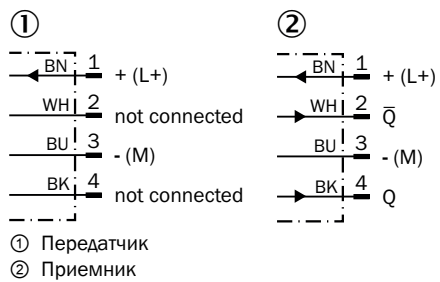 ①
BN 1 + (L+)
WH 2 not connected
BU 3 - (M)
BK 4 not connected
②
BN 1 + (L+)
WH 2 Q̅
BU 3 - (M)
BK 4 Q
① Передатчик
② Приемник